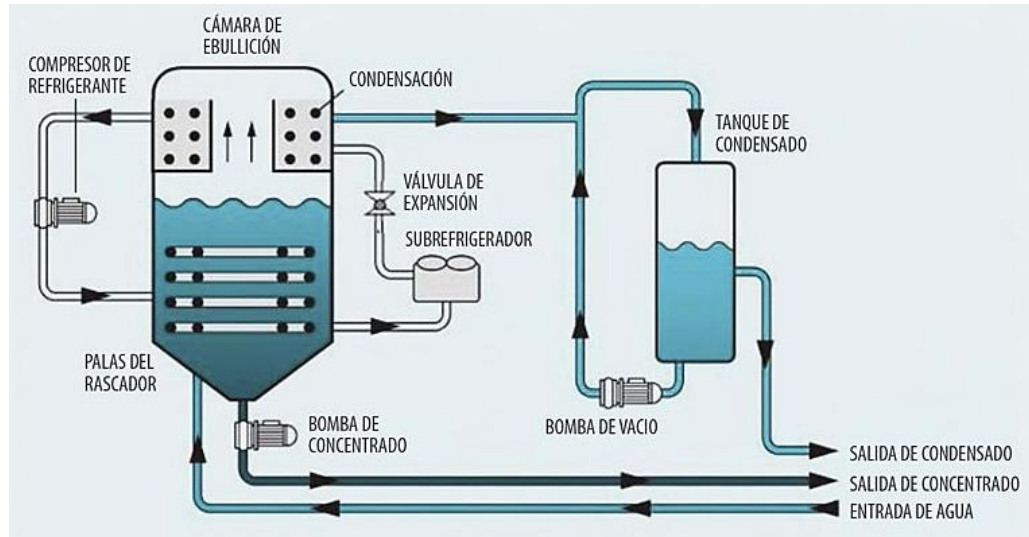 CÁMARA DE
EBULLICIÓN
COMPRESOR DE
REFRIGERANTE
CONDENSACIÓN
TANQUE DE
CONDENSADO
VÁLVULA DE
EXPANSIÓN
SUBREFRIGERADOR
PALAS DEL
RASCADOR
BOMBA DE
CONCENTRADO
BOMBA DE VACIO
SALIDA DE CONDENSADO
SALIDA DE CONCENTRADO
ENTRADA DE AGUA